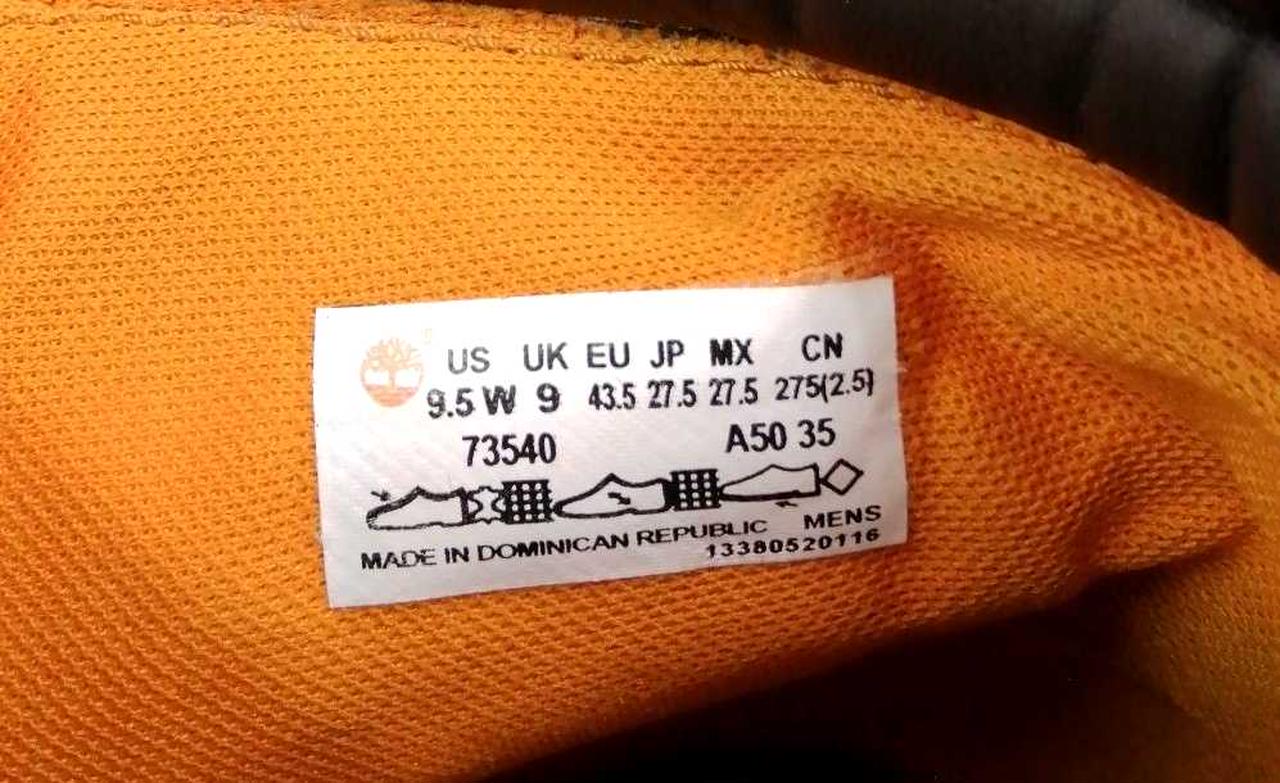 US UK EU JP MX CN
9.5 W 9 43.5 27.5 27.5 275(2.5)
73540 A50 35
MADE IN DOMINICAN REPUBLIC MENS
13380520116